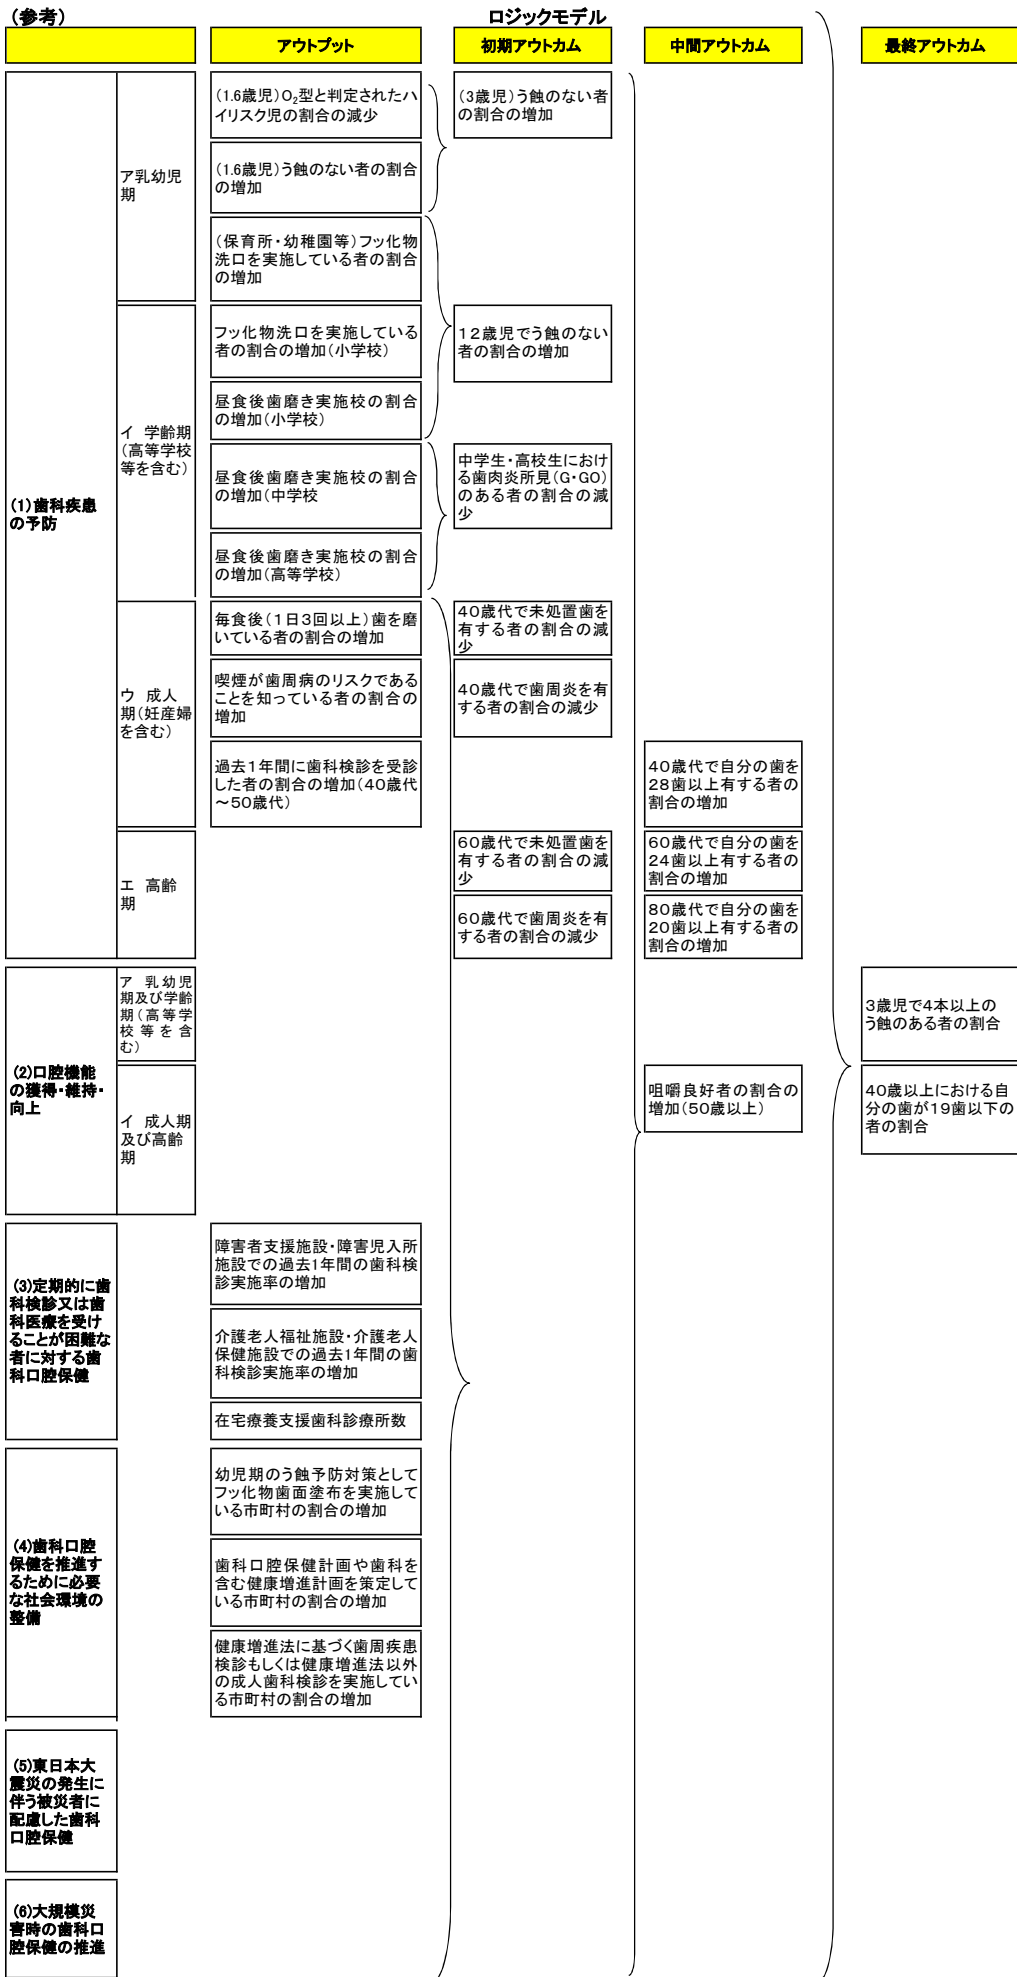 (参考)
ロジックモデル
アウトプット
初期アウトカム
中間アウトカム
最終アウトカム
(1)歯科疾患
の予防
ア乳幼児
期
(1.6歳児)O₂型と判定されたハ
イリスク児の割合の減少
(1.6歳児)う蝕のない者の割合
の増加
(保育所・幼稚園等)フッ化物
洗口を実施している者の割合
の増加
(3歳児)う蝕のない者
の割合の増加
イ 学齢期
(高等学校
等を含む)
フッ化物洗口を実施している
者の割合の増加(小学校)
昼食後歯磨き実施校の割合
の増加(小学校)
昼食後歯磨き実施校の割合
の増加(中学校
昼食後歯磨き実施校の割合
の増加(高等学校)
12歳児でう蝕のない
者の割合の増加
中学生・高校生におけ
る歯肉炎所見(G・GO)
のある者の割合の減
少
ウ 成人
期(妊産婦
を含む)
毎食後(1日3回以上)歯を磨
いている者の割合の増加
喫煙が歯周病のリスクである
ことを知っている者の割合の
増加
過去1年間に歯科検診を受診
した者の割合の増加(40歳代
～50歳代)
40歳代で未処置歯を
有する者の割合の減
少
40歳代で歯周炎を有
する者の割合の減少
40歳代で自分の歯を
28歯以上有する者の
割合の増加
エ 高齢
期
60歳代で未処置歯を
有する者の割合の減
少
60歳代で歯周炎を有
する者の割合の減少
60歳代で自分の歯を
24歯以上有する者の
割合の増加
80歳代で自分の歯を
20歯以上有する者の
割合の増加
(2)口腔機能
の獲得・維持・
向上
ア 乳幼児
期及び学齢
期(高等学
校等を含
む)
イ 成人期
及び高齢
期
咀嚼良好者の割合の
増加(50歳以上)
3歳児で4本以上の
う蝕のある者の割合
40歳以上における自
分の歯が19歯以下の
者の割合
(3)定期的に歯
科検診又は歯
科医療を受け
ることが困難な
者に対する歯
科口腔保健
障害者支援施設・障害児入所
施設での過去1年間の歯科検
診実施率の増加
介護老人福祉施設・介護老人
保健施設での過去1年間の歯
科検診実施率の増加
在宅療養支援歯科診療所数
(4)歯科口腔
保健を推進す
るために必要
な社会環境の
整備
幼児期のう蝕予防対策として
フッ化物歯面塗布を実施して
いる市町村の割合の増加
歯科口腔保健計画や歯科を
含む健康増進計画を策定して
いる市町村の割合の増加
健康増進法に基づく歯周疾患
検診もしくは健康増進法以外
の成人歯科検診を実施してい
る市町村の割合の増加
(5)東日本大
震災の発生に
伴う被災者に
配慮した歯科
口腔保健
(6)大規模災
害時の歯科口
腔保健の推進